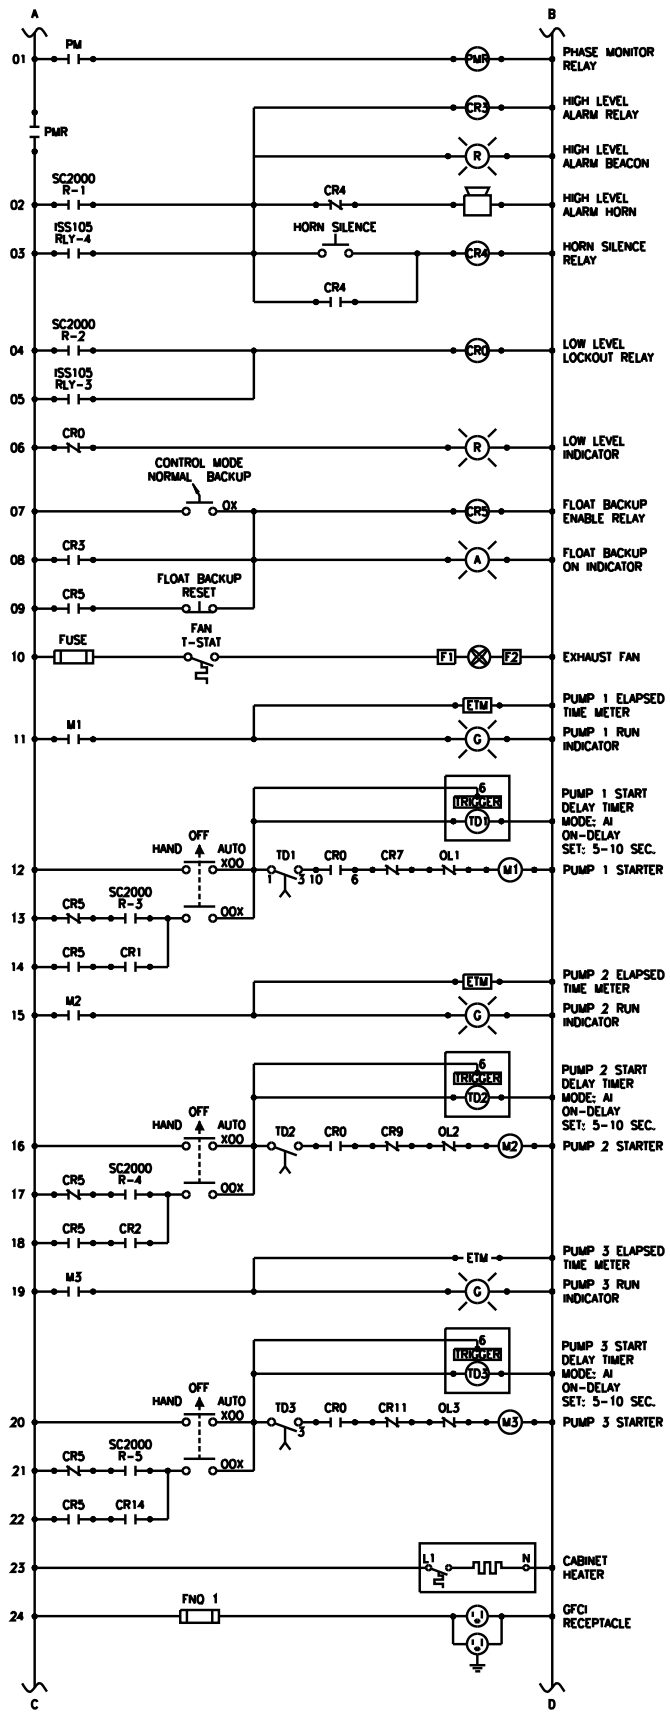 A B
01 PM PMR PHASE MONITOR
RELAY
CR3 HIGH LEVEL
ALARM RELAY
PMR
R HIGH LEVEL
ALARM BEACON
SC2000
R-1
02 CR4 HIGH LEVEL
ALARM HORN
ISS105
RLY-4
HORN SILENCE
03 CR4 HORN SILENCE
RELAY
CR4
SC2000
R-2
04 CR0 LOW LEVEL
LOCKOUT RELAY
ISS105
RLY-3
05
06 CR0 R LOW LEVEL
INDICATOR
CONTROL MODE
NORMAL BACKUP
07 OX CR5 FLOAT BACKUP
ENABLE RELAY
08 CR3 A FLOAT BACKUP
ON INDICATOR
FLOAT BACKUP
RESET
09 CR5
FUSE
FAN
T-STAT
10 F1 F2 EXHAUST FAN
ETM PUMP 1 ELAPSED
TIME METER
11 M1 G PUMP 1 RUN
INDICATOR
6
TRIGGER
TD1
PUMP 1 START
DELAY TIMER
MODE: AI
ON-DELAY
SET: 5-10 SEC.
OFF
HAND AUTO
12 XOO TD1 CR0 CR7 OL1 M1 PUMP 1 STARTER
1 3 10 6
13 CR5 SC2000
R-3
OOX
14 CR5 CR1
ETM PUMP 2 ELAPSED
TIME METER
15 M2 G PUMP 2 RUN
INDICATOR
6
TRIGGER
TD2
PUMP 2 START
DELAY TIMER
MODE: AI
ON-DELAY
SET: 5-10 SEC.
OFF
HAND AUTO
16 XOO TD2 CR0 CR9 OL2 M2 PUMP 2 STARTER
17 CR5 SC2000
R-4
OOX
18 CR5 CR2
ETM PUMP 3 ELAPSED
TIME METER
19 M3 G PUMP 3 RUN
INDICATOR
6
TRIGGER
TD3
PUMP 3 START
DELAY TIMER
MODE: AI
ON-DELAY
SET: 5-10 SEC.
OFF
HAND AUTO
20 XOO TD3 CR0 CR11 OL3 M3 PUMP 3 STARTER
3
21 CR5 SC2000
R-5
OOX
22 CR5 CR14
23 L1 N CABINET
HEATER
24 FNQ 1 GFCI
RECEPTACLE
C D